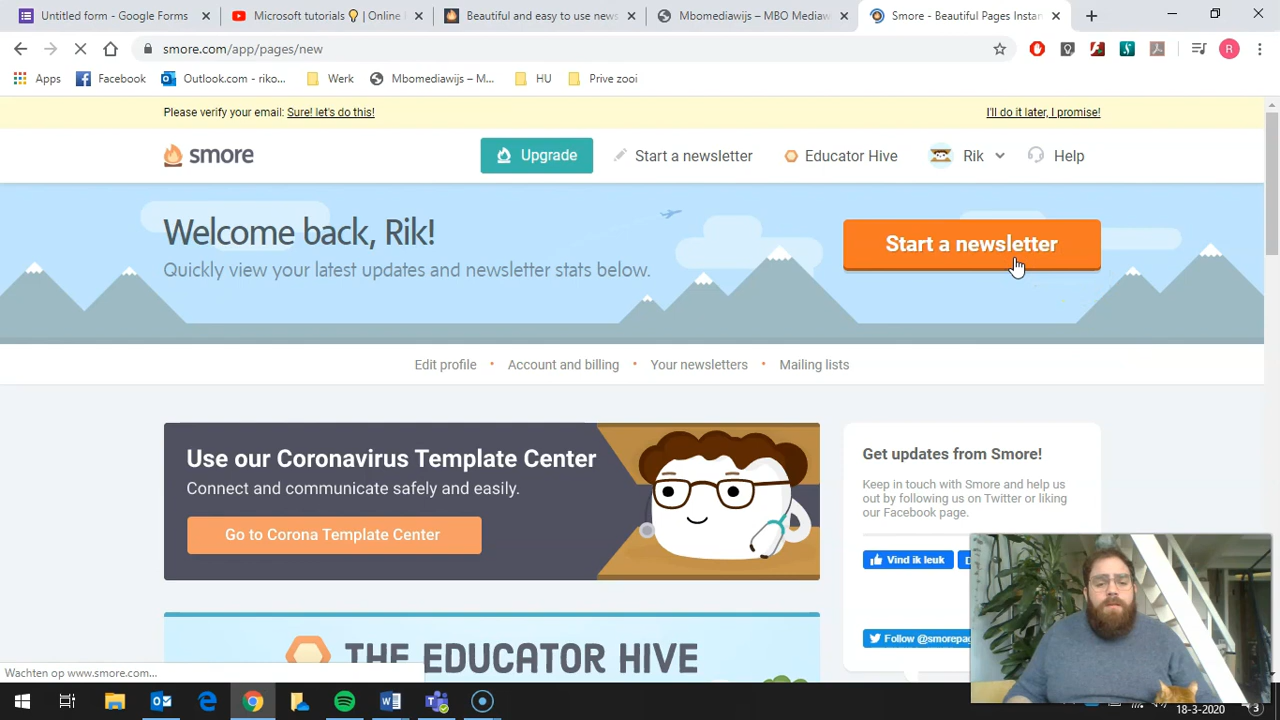 Untitled form - Google Forms
Microsoft tutorials | Online
Beautiful and easy to use news
Mbomediawijs – MBO Mediaw
Smore - Beautiful Pages Instan
smore.com/app/pages/new
R
Apps
Facebook
Outlook.com - riko...
Werk
Mbomediawijs – M...
HU
Prive zooi
Please verify your email: Sure! let's do this!
I'll do it later, I promise!
smore
Upgrade
Start a newsletter
Educator Hive
Rik
Help
Welcome back, Rik!
Quickly view your latest updates and newsletter stats below.
Start a newsletter
Edit profile • Account and billing • Your newsletters • Mailing lists
Use our Coronavirus Template Center
Connect and communicate safely and easily.
Go to Corona Template Center
Get updates from Smore!
Keep in touch with Smore and help us
out by following us on Twitter or liking
our Facebook page.
Vind ik leuk
Follow @smorepag
THE EDUCATOR HIVE
Wachten op www.smore.com...
18-3-2020
3